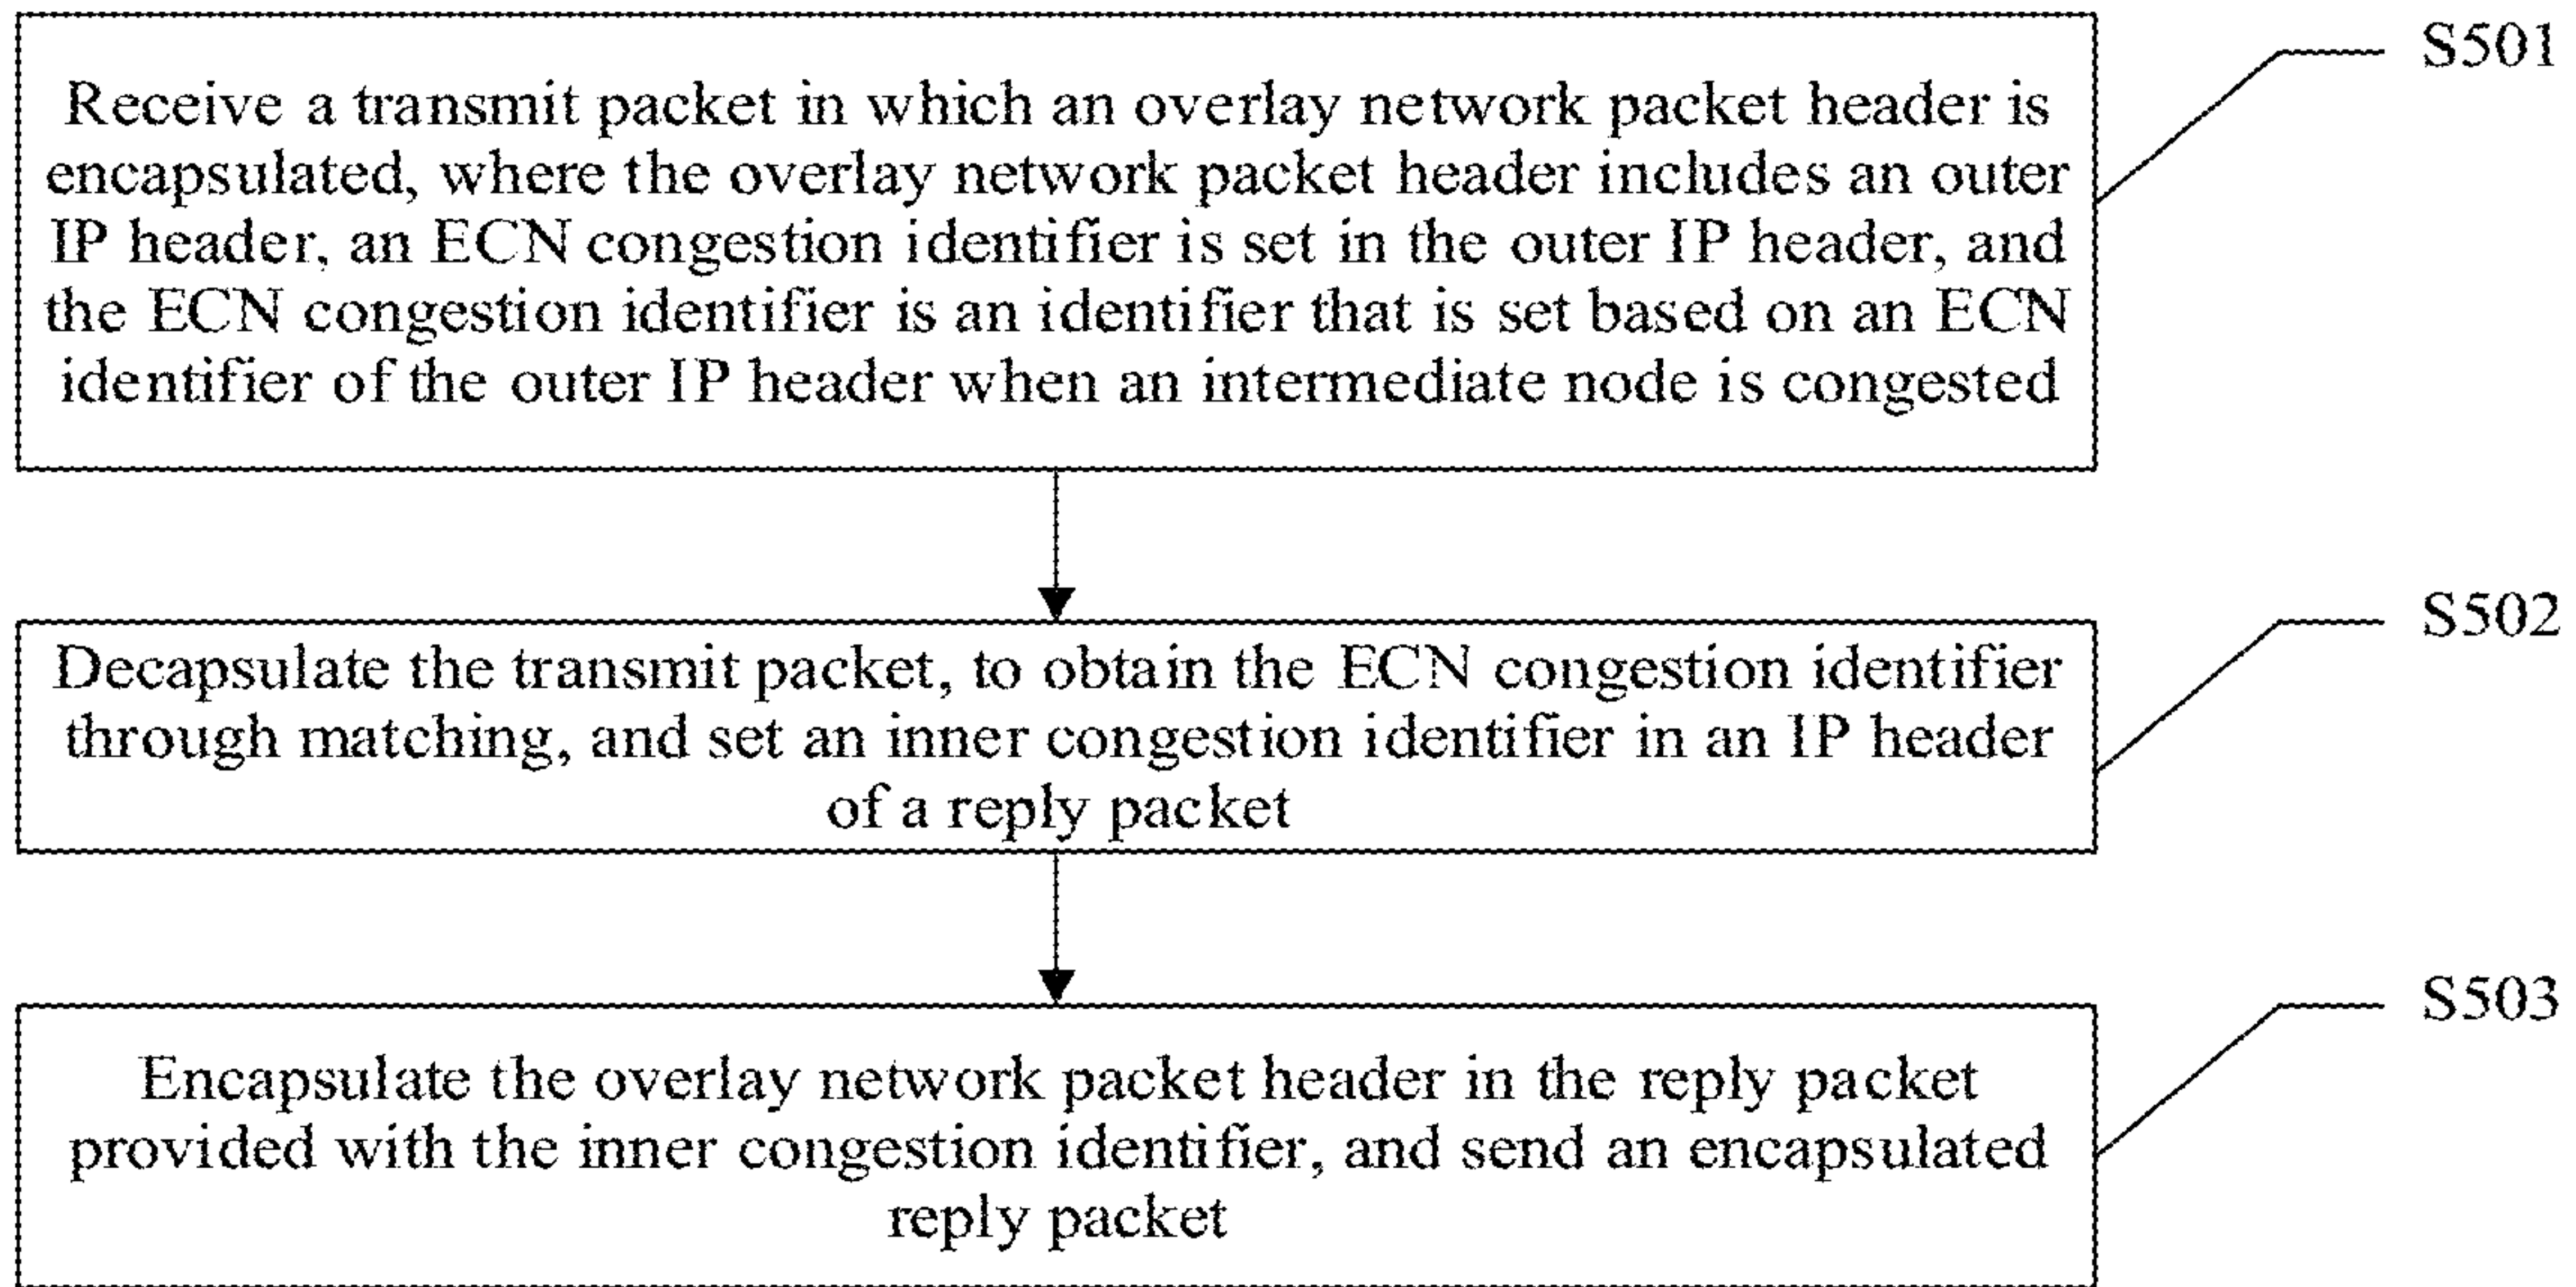 S501
Receive a transmit packet in which an overlay network packet header is
encapsulated, where the overlay network packet header includes an outer
IP header, an ECN congestion identifier is set in the outer IP header, and
the ECN congestion identifier is an identifier that is set based on an ECN
identifier of the outer IP header when an intermediate node is congested
S502
Decapsulate the transmit packet, to obtain the ECN congestion identifier
through matching, and set an inner congestion identifier in an IP header
of a reply packet
S503
Encapsulate the overlay network packet header in the reply packet
provided with the inner congestion identifier, and send an encapsulated
reply packet